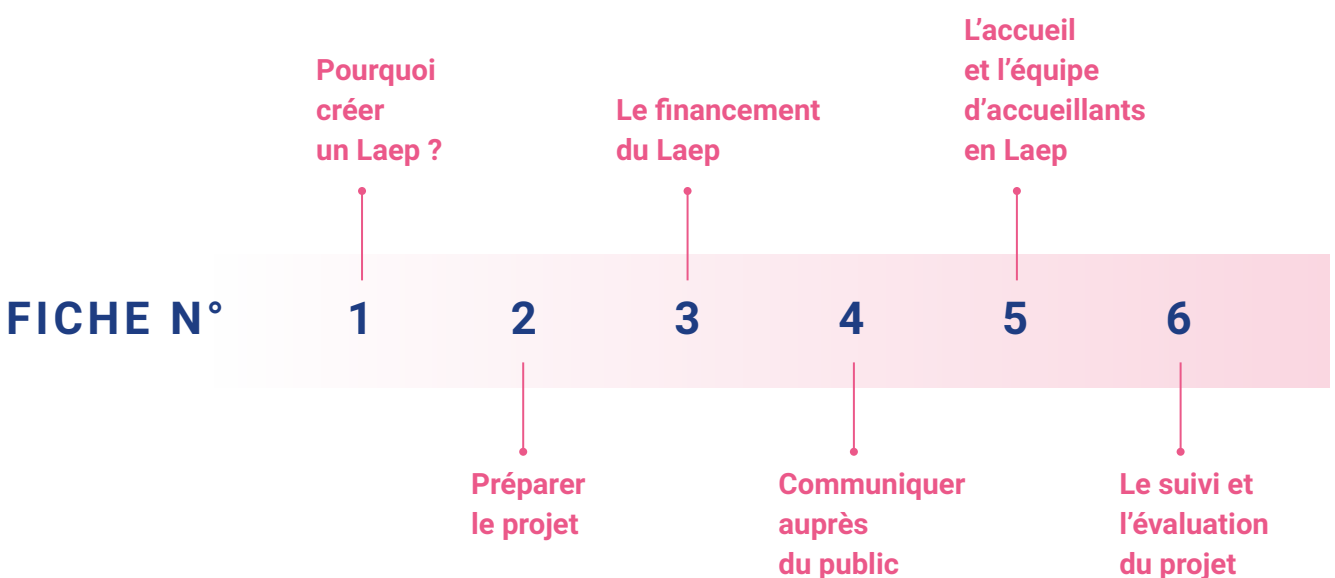 Pourquoi
créer
un Laep ?
Le financement
du Laep
L'accueil
et l'équipe
d'accueillants
en Laep
FICHE N° 1 2 3 4 5 6
Préparer
le projet
Communiquer
auprès
du public
Le suivi et
l'évaluation
du projet